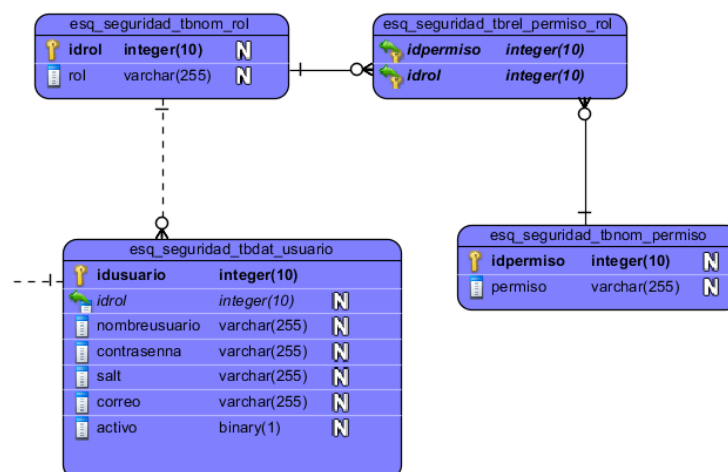 esq_seguridad_tbnom_rol
idrol integer(10) N
rol varchar(255) N
esq_seguridad_tbrel_permiso_rol
idpermiso integer(10)
idrol integer(10)
esq_seguridad_tbdat_usuario
idusuario integer(10)
idrol integer(10) N
nombreusuario varchar(255) N
contrasenna varchar(255) N
salt varchar(255) N
correo varchar(255) N
activo binary(1) N
esq_seguridad_tbnom_permiso
idpermiso integer(10) N
permiso varchar(255) N